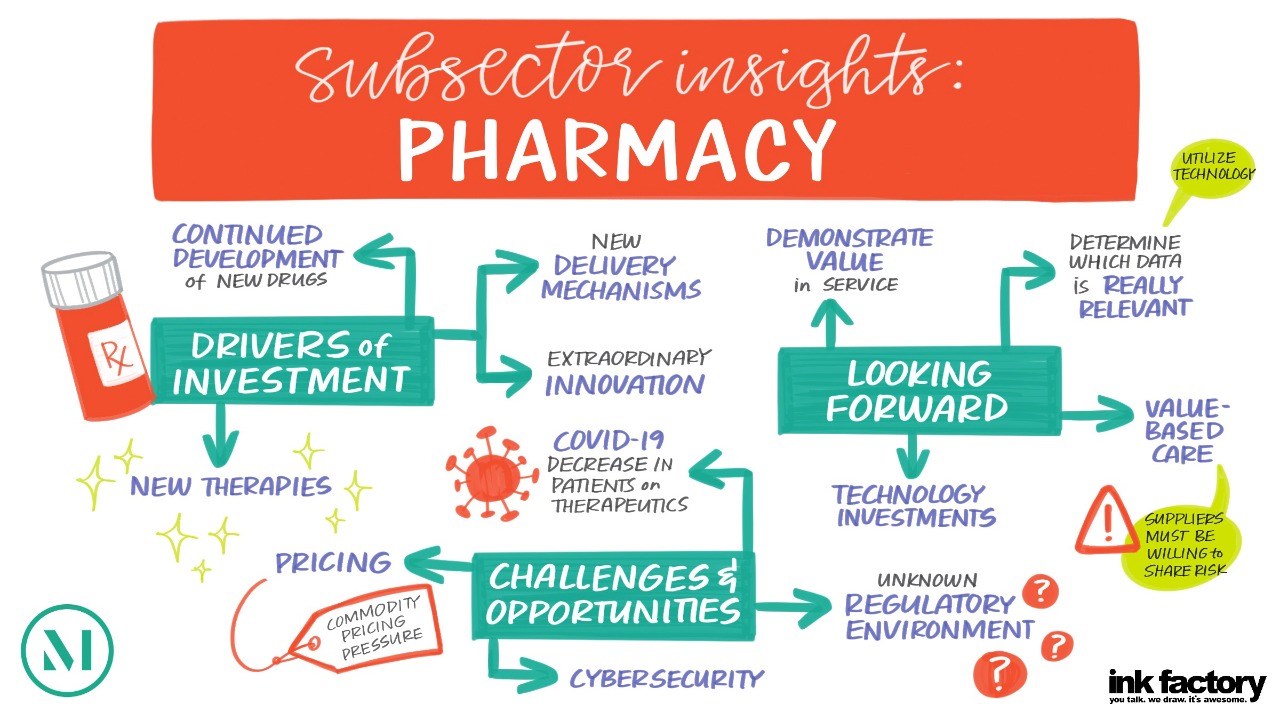 Subsector insights:
PHARMACY
UTILIZE
TECHNOLOGY
CONTINUED
DEVELOPMENT
of NEW DRUGS
NEW
DELIVERY
MECHANISMS
DEMONSTRATE
VALUE
in SERVICE
DETERMINE
WHICH DATA
is REALLY
RELEVANT
Rx
DRIVERS of
INVESTMENT
EXTRAORDINARY
INNOVATION
LOOKING
FORWARD
VALUE-
BASED
CARE
NEW THERAPIES
COVID-19
DECREASE IN
PATIENTS on
THERAPEUTICS
TECHNOLOGY
INVESTMENTS
!
SUPPLIERS
MUST BE
WILLING to
SHARE RISK
PRICING
COMMODITY
PRICING
PRESSURE
CHALLENGES &
OPPORTUNITIES
UNKNOWN
REGULATORY
ENVIRONMENT
?
?
?
CYBERSECURITY
M
ink factory
you talk. we draw. it's awesome.